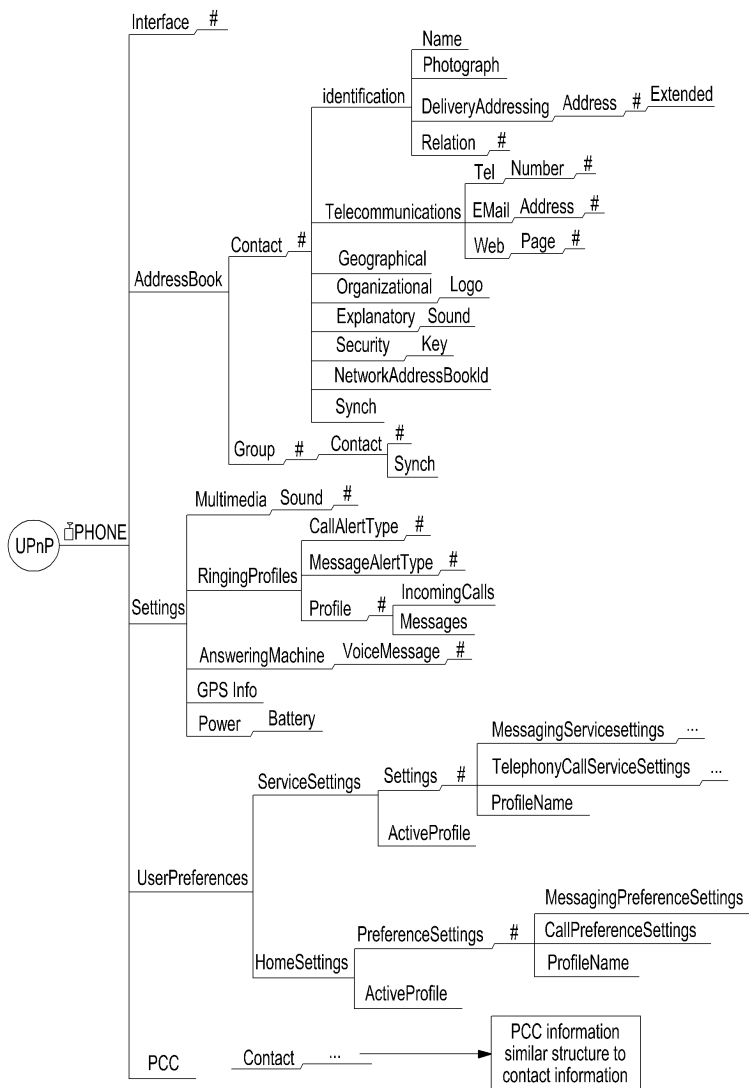 Interface #
Name
Photograph
identification
DeliveryAddressing Address # Extended
Relation #
Tel Number #
Telecommunications EMail Address #
Web Page #
Contact #
Geographical
AddressBook
Organizational Logo
Explanatory Sound
Security Key
NetworkAddressBookId
Synch
Group # Contact #
Synch
Multimedia Sound #
CallAlertType #
UPnP PHONE
MessageAlertType #
RingingProfiles
IncomingCalls
Profile #
Settings
Messages
AnsweringMachine VoiceMessage #
GPS Info
Power Battery
MessagingServicesettings ...
ServiceSettings Settings #
TelephonyCallServiceSettings ...
ProfileName
ActiveProfile
UserPreferences
MessagingPreferenceSettings
PreferenceSettings #
CallPreferenceSettings
HomeSettings
ProfileName
ActiveProfile
PCC Contact ...
PCC information
similar structure to
contact information